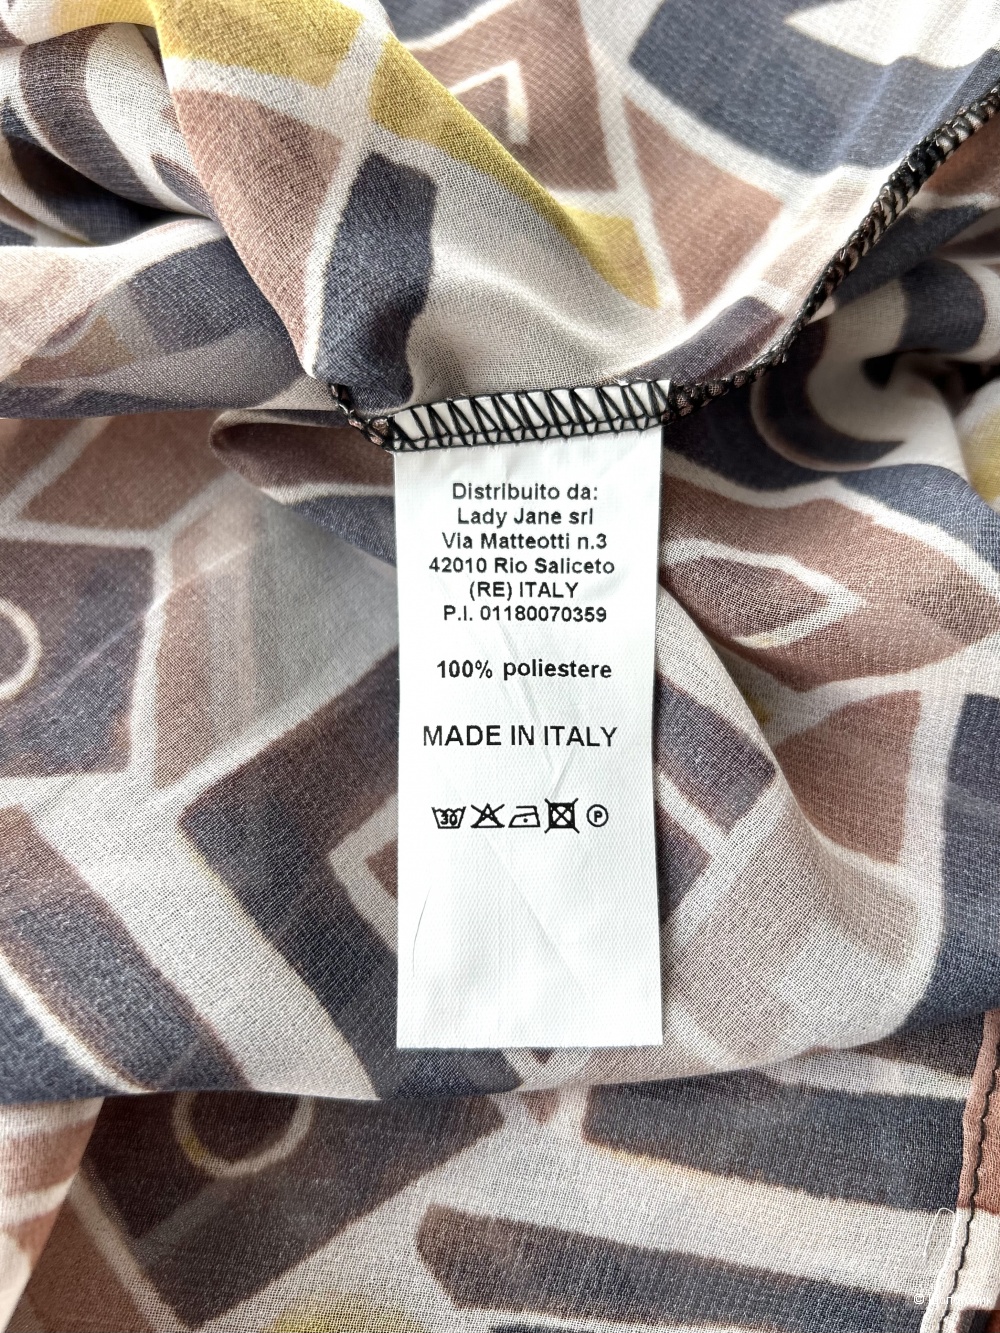 Distribuito da:
Lady Jane srl
Via Matteotti n.3
42010 Rio Saliceto
(RE) ITALY
P.I. 01180070359
100% poliestere
MADE IN ITALY
30
P